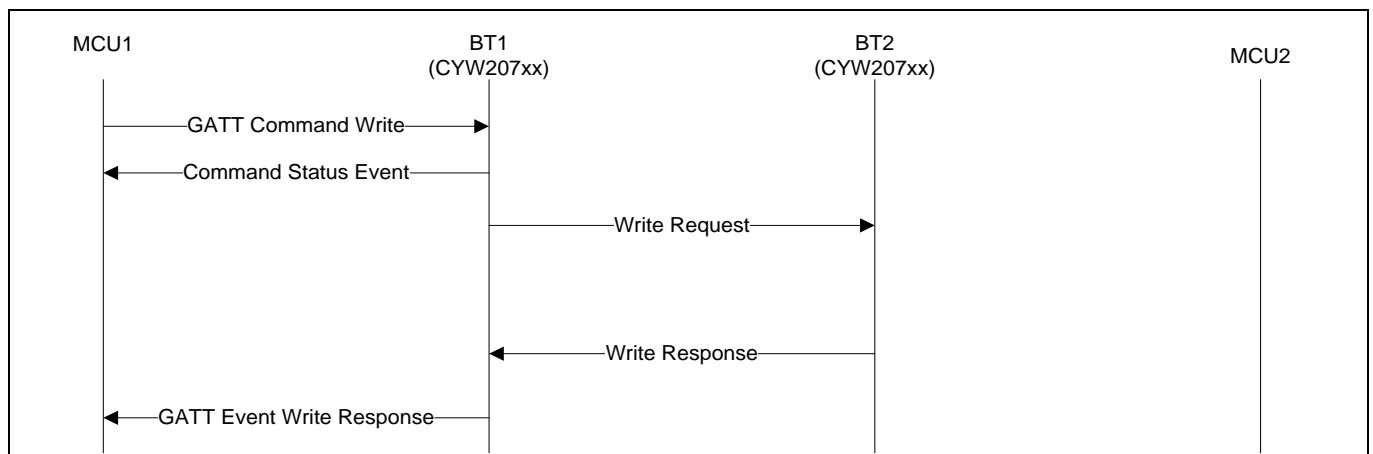 MCU1
BT1
(CYW207xx)
BT2
(CYW207xx)
MCU2
GATT Command Write
Command Status Event
Write Request
Write Response
GATT Event Write Response